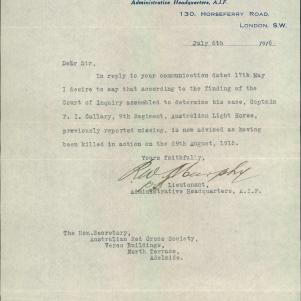 Administrative Headquarters, A.I.F.
130, HORSEFERRY ROAD,
LONDON, S.W.
July 6th 1916
Dear Sir,
In reply to your communication dated 17th May
I desire to say that according to the finding of the
Court of Inquiry assembled to determine his case, Captain
P. I. Callary, 9th Regiment, Australian Light Horse,
previously reported missing, is now advised as having
been killed in action on the 29th August, 1915.
Yours faithfully,
Lieutenant,
Administrative Headquarters, A.I.F.
The Hon.Secretary,
Australian Red Cross Society,
Verco Buildings,
North Terrace,
Adelaide.